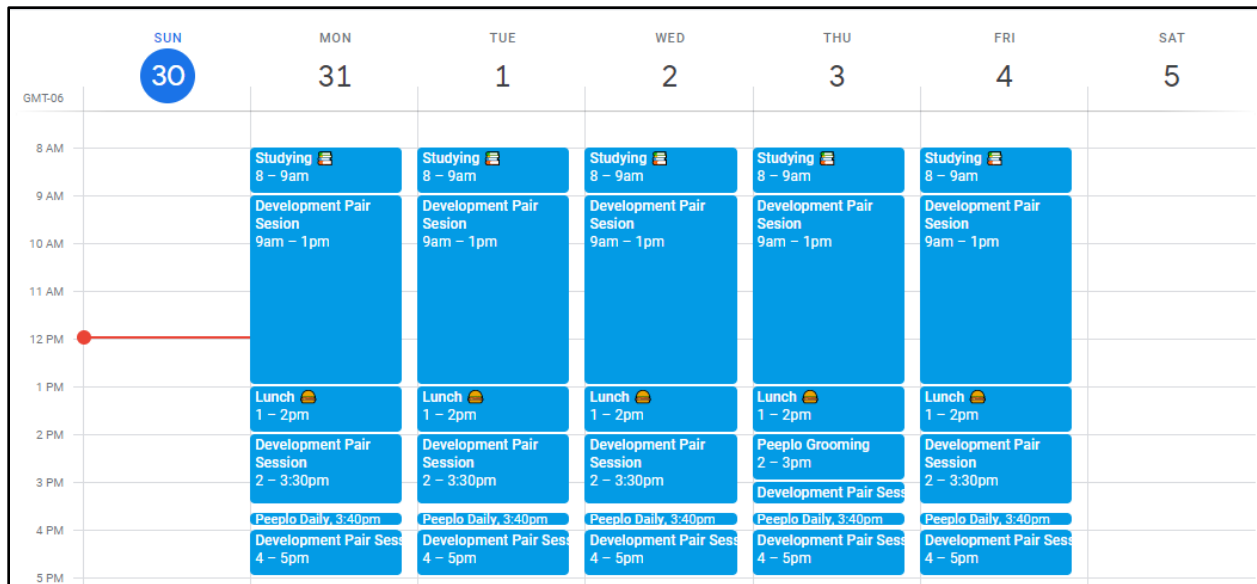 SUN MON TUE WED THU FRI SAT
30 31 1 2 3 4 5
GMT-06
8 AM
Studying 8 – 9am
Studying 8 – 9am
Studying 8 – 9am
Studying 8 – 9am
Studying 8 – 9am
9 AM
Development Pair
Sesion
9am – 1pm
Development Pair
Sesion
9am – 1pm
Development Pair
Sesion
9am – 1pm
Development Pair
Sesion
9am – 1pm
Development Pair
Sesion
9am – 1pm
10 AM
11 AM
12 PM
1 PM
Lunch
1 – 2pm
Lunch
1 – 2pm
Lunch
1 – 2pm
Lunch
1 – 2pm
Lunch
1 – 2pm
2 PM
Development Pair
Session
2 – 3:30pm
Development Pair
Session
2 – 3:30pm
Development Pair
Session
2 – 3:30pm
Peeplo Grooming
2 – 3pm
Development Pair Sess
Development Pair
Session
2 – 3:30pm
3 PM
Peeplo Daily, 3:40pm
Peeplo Daily, 3:40pm
Peeplo Daily, 3:40pm
Peeplo Daily, 3:40pm
Peeplo Daily, 3:40pm
4 PM
Development Pair Sess
4 – 5pm
Development Pair Sess
4 – 5pm
Development Pair Sess
4 – 5pm
Development Pair Sess
4 – 5pm
Development Pair Sess
4 – 5pm
5 PM